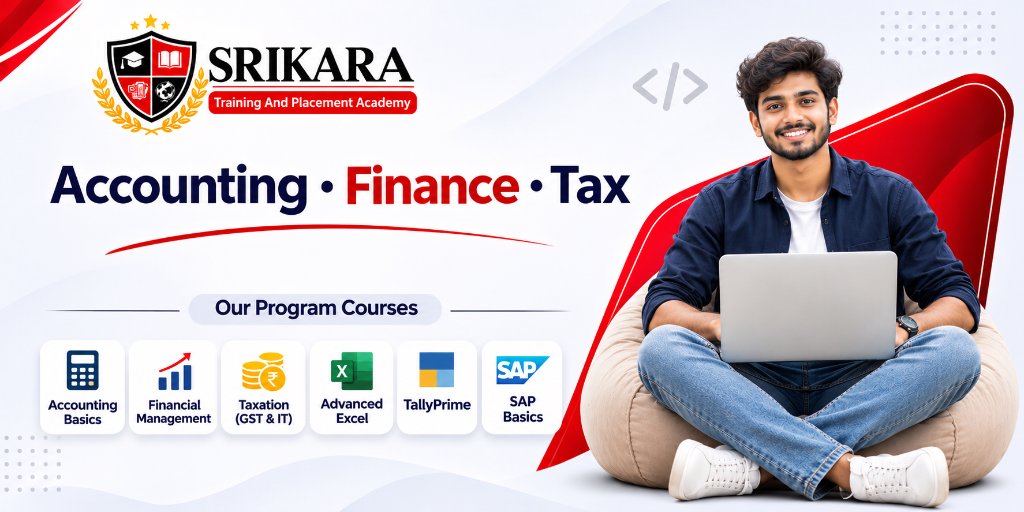 SRIKARA
Training And Placement Academy
Accounting • Finance • Tax
</>
Our Program Courses
Accounting
Basics
Financial
Management
Taxation
(GST & IT)
Advanced
Excel
TallyPrime
SAP
SAP
Basics
X
₹